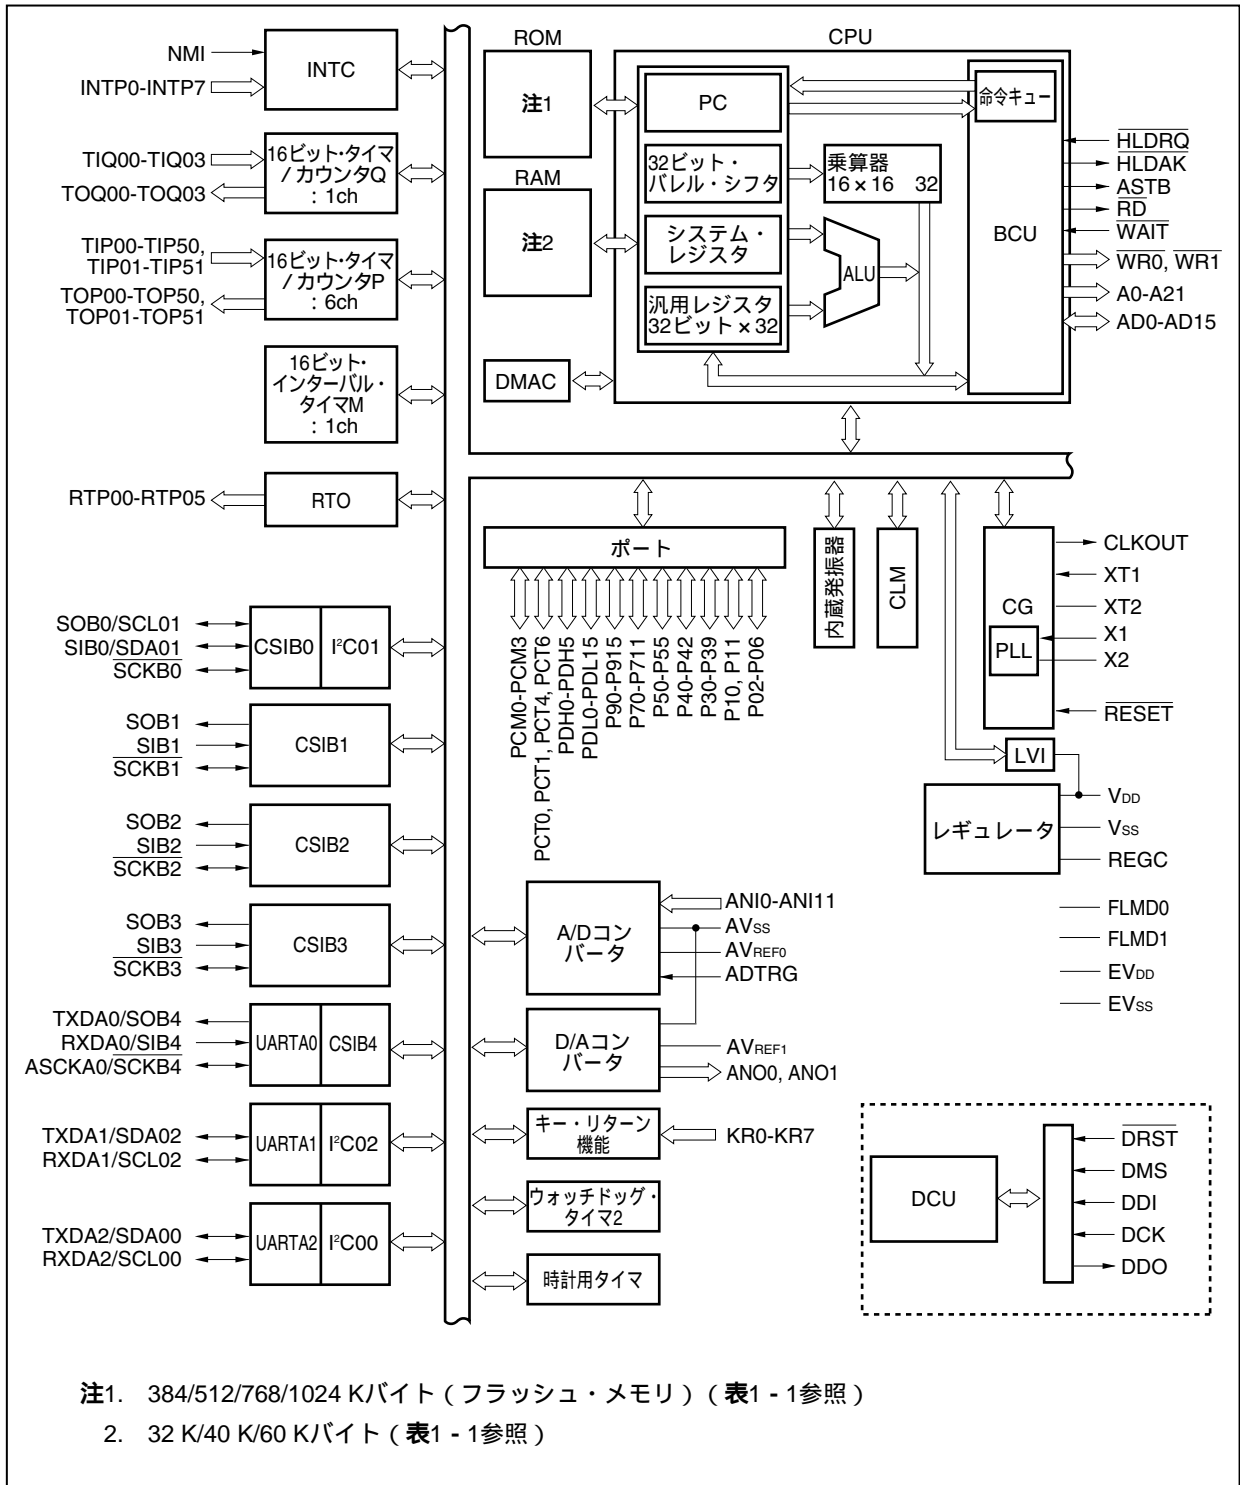 NMI
INTP0-INTP7
INTC
TIQ00-TIQ03
TOQ00-TOQ03
16ビット・タイマ
/ カウンタQ
: 1ch
TIP00-TIP50,
TIP01-TIP51
TOP00-TOP50,
TOP01-TOP51
16ビット・タイマ
/ カウンタP
: 6ch
16ビット・
インターバル・
タイマM
: 1ch
RTP00-RTP05
RTO
SOB0/SCL01
SIB0/SDA01
SCKB0
CSIB0
I²C01
SOB1
SIB1
SCKB1
CSIB1
SOB2
SIB2
SCKB2
CSIB2
SOB3
SIB3
SCKB3
CSIB3
TXDA0/SOB4
RXDA0/SIB4
ASCKA0/SCKB4
UARTA0
CSIB4
TXDA1/SDA02
RXDA1/SCL02
UARTA1
I²C02
TXDA2/SDA00
RXDA2/SCL00
UARTA2
I²C00
ROM
注1
RAM
注2
DMAC
CPU
PC
32ビット・
バレル・シフタ
システム・
レジスタ
汎用レジスタ
32ビット × 32
乗算器
16 × 16 32
ALU
命令キュー
BCU
HLDRQ
HLDAK
ASTB
RD
WAIT
WR0, WR1
A0-A21
AD0-AD15
ポート
PCM0-PCM3
PCT0, PCT1, PCT4, PCT6
PDH0-PDH5
PDL0-PDL15
P90-P915
P70-P711
P50-P55
P40-P42
P30-P39
P10, P11
P02-P06
内蔵発振器
CLM
CG
PLL
CLKOUT
XT1
XT2
X1
X2
RESET
LVI
レギュレータ
VDD
VSS
REGC
FLMD0
FLMD1
EVDD
EVSS
A/Dコン
バータ
ANI0-ANI11
AVSS
AVREF0
ADTRG
D/Aコン
バータ
AVREF1
ANO0, ANO1
キー・リターン
機能
KR0-KR7
ウォッチドッグ・
タイマ2
時計用タイマ
DCU
DRST
DMS
DDI
DCK
DDO
注1. 384/512/768/1024 Kバイト（フラッシュ・メモリ）（表1 - 1参照）
2. 32 K/40 K/60 Kバイト（表1 - 1参照）